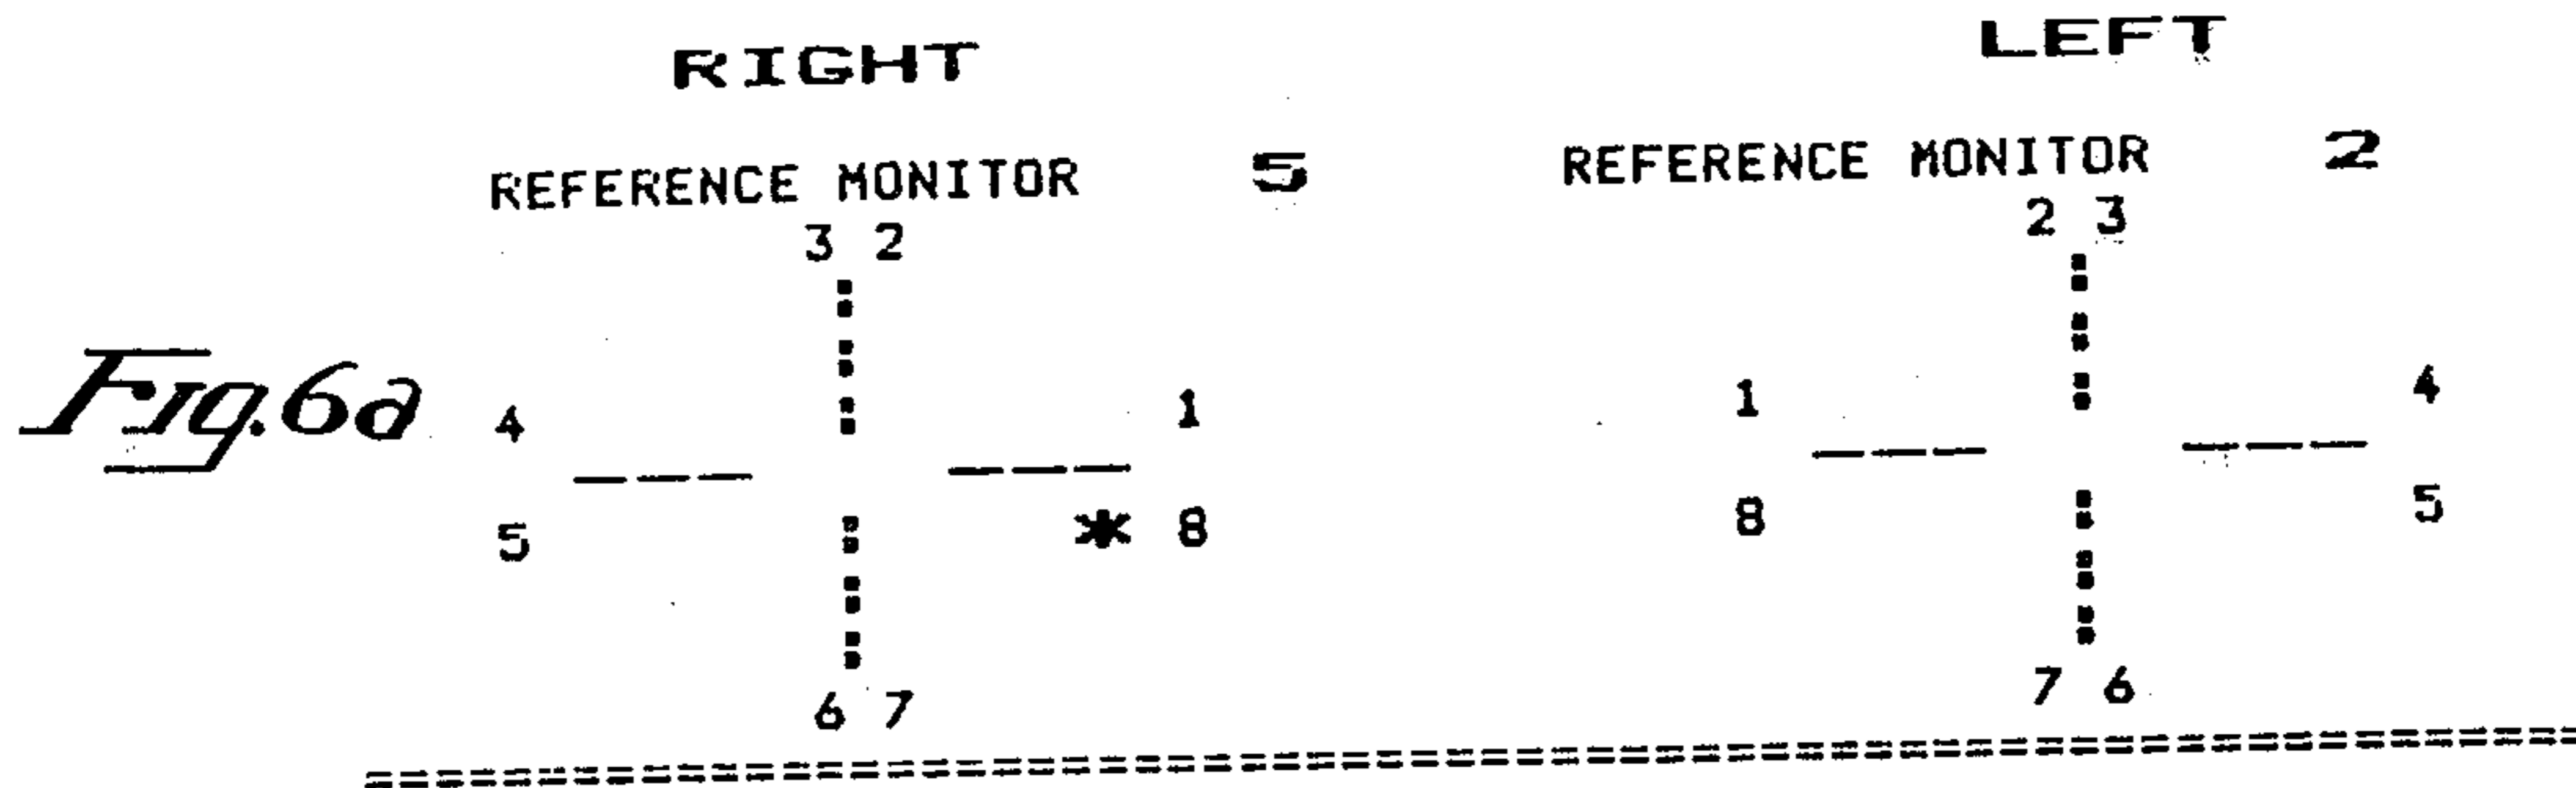 RIGHT LEFT
REFERENCE MONITOR 5 REFERENCE MONITOR 2
3 2 2 3
Fig. 6a
4 1 1 4
5 * 8 8 5
6 7 7 6